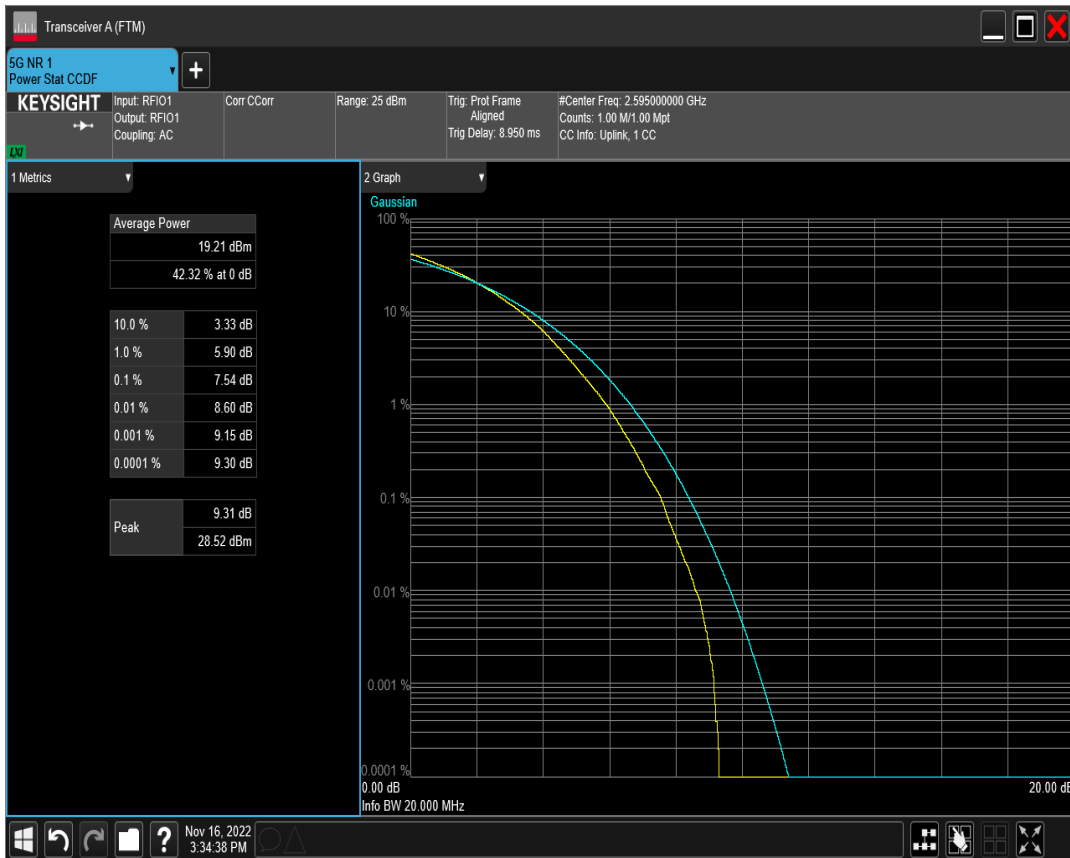 Transceiver A (FTM)
5G NR 1
Power Stat CCDF
+
KEYSIGHT
LXI
Input: RFIO1
Output: RFIO1
Coupling: AC
Corr CCorr
Range: 25 dBm
Trig: Prot Frame
Aligned
Trig Delay: 8.950 ms
#Center Freq: 2.595000000 GHz
Counts: 1.00 M/1.00 Mpt
CC Info: Uplink, 1 CC
1 Metrics
Average Power
19.21 dBm
42.32 % at 0 dB
10.0 % 3.33 dB
1.0 % 5.90 dB
0.1 % 7.54 dB
0.01 % 8.60 dB
0.001 % 9.15 dB
0.0001 % 9.30 dB
Peak 9.31 dB
28.52 dBm
2 Graph
Gaussian
100 %
10 %
1 %
0.1 %
0.01 %
0.001 %
0.0001 %
0.00 dB 20.00 dB
Info BW 20.000 MHz
?
Nov 16, 2022
3:34:38 PM